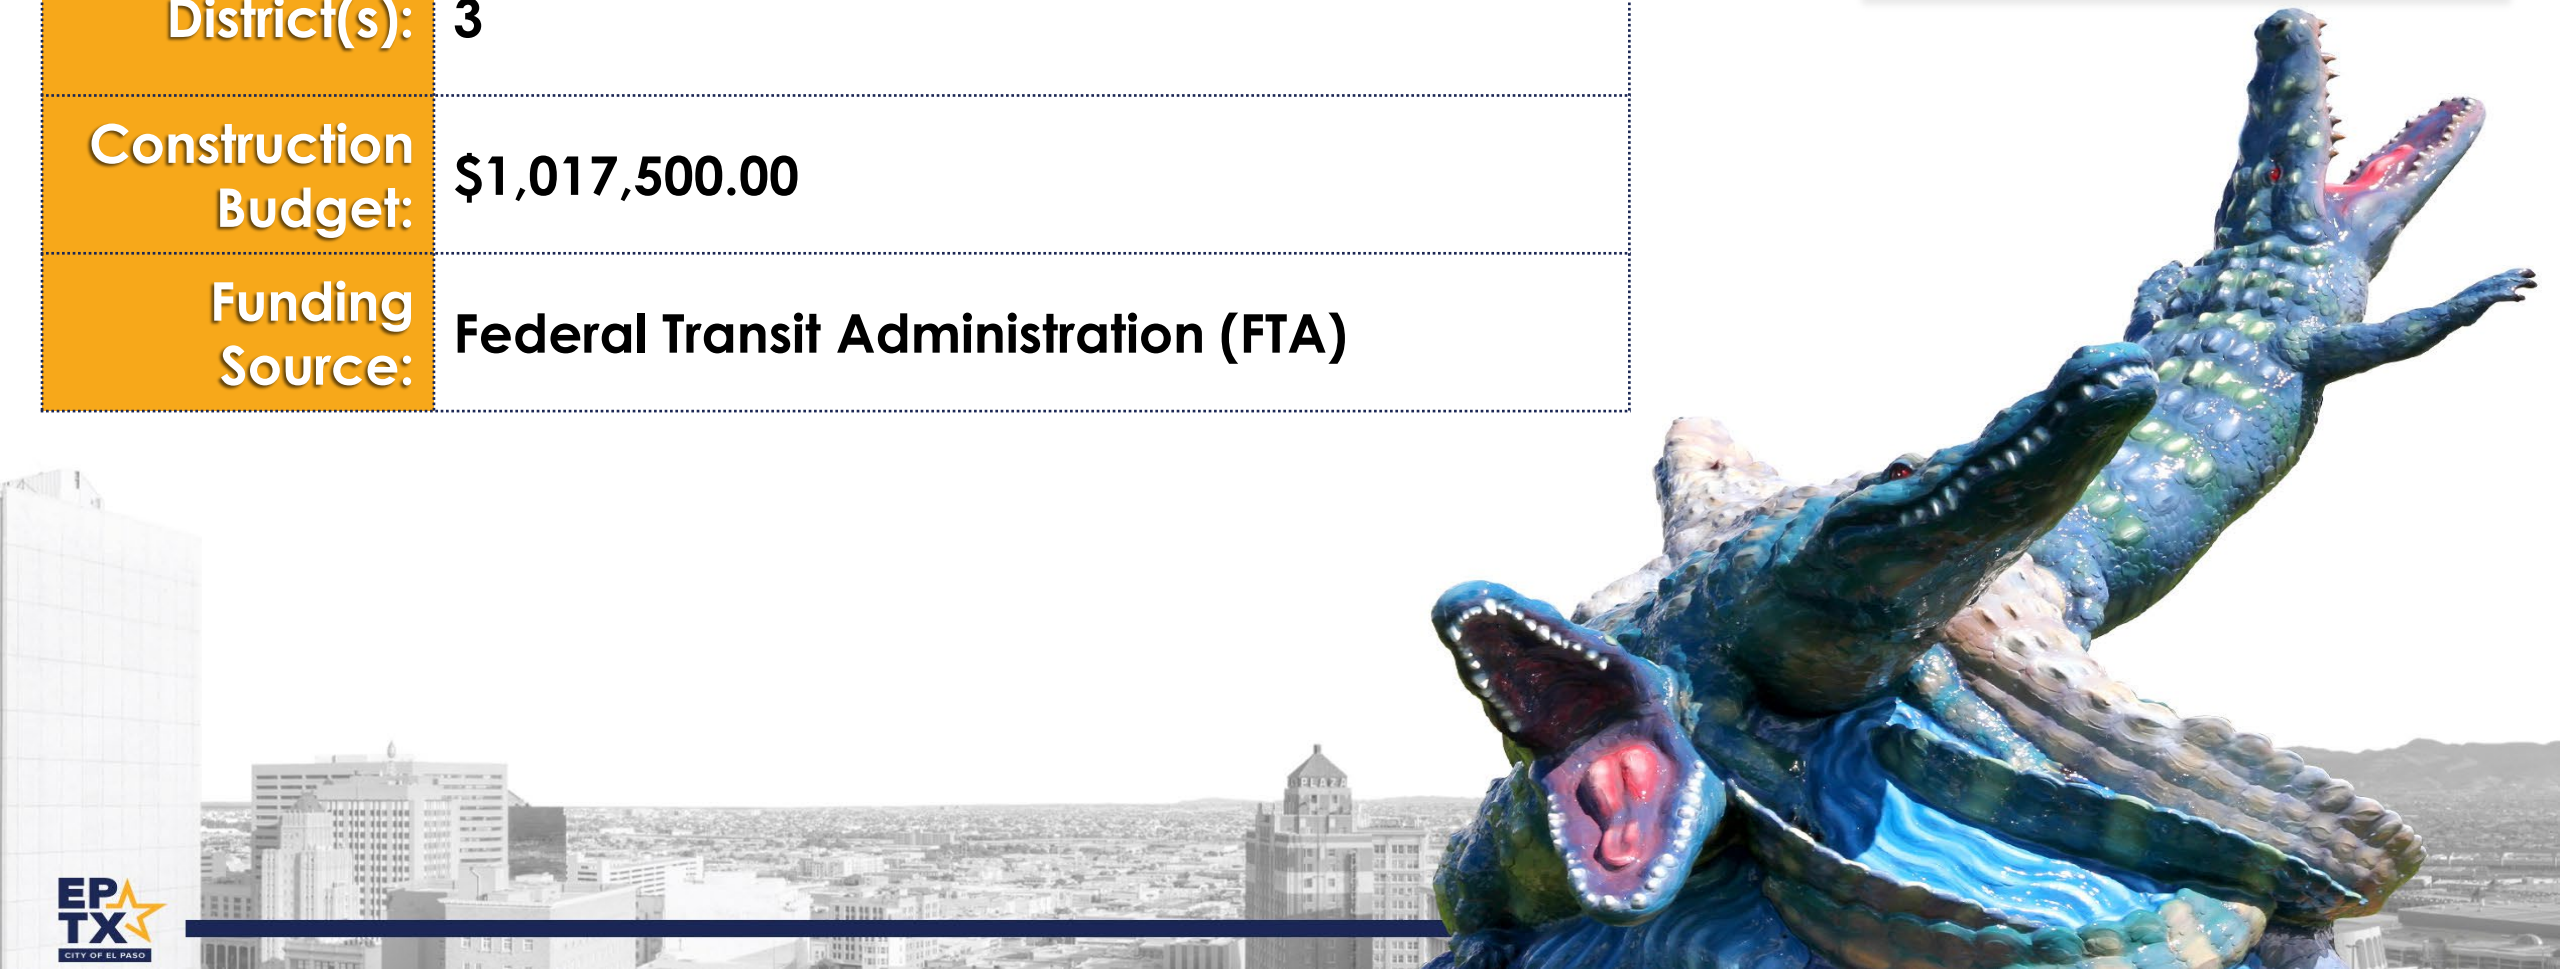 District(s):
3
Construction
Budget:
$1,017,500.00
Funding
Source:
Federal Transit Administration (FTA)
PLAZA
EP
TX
CITY OF EL PASO